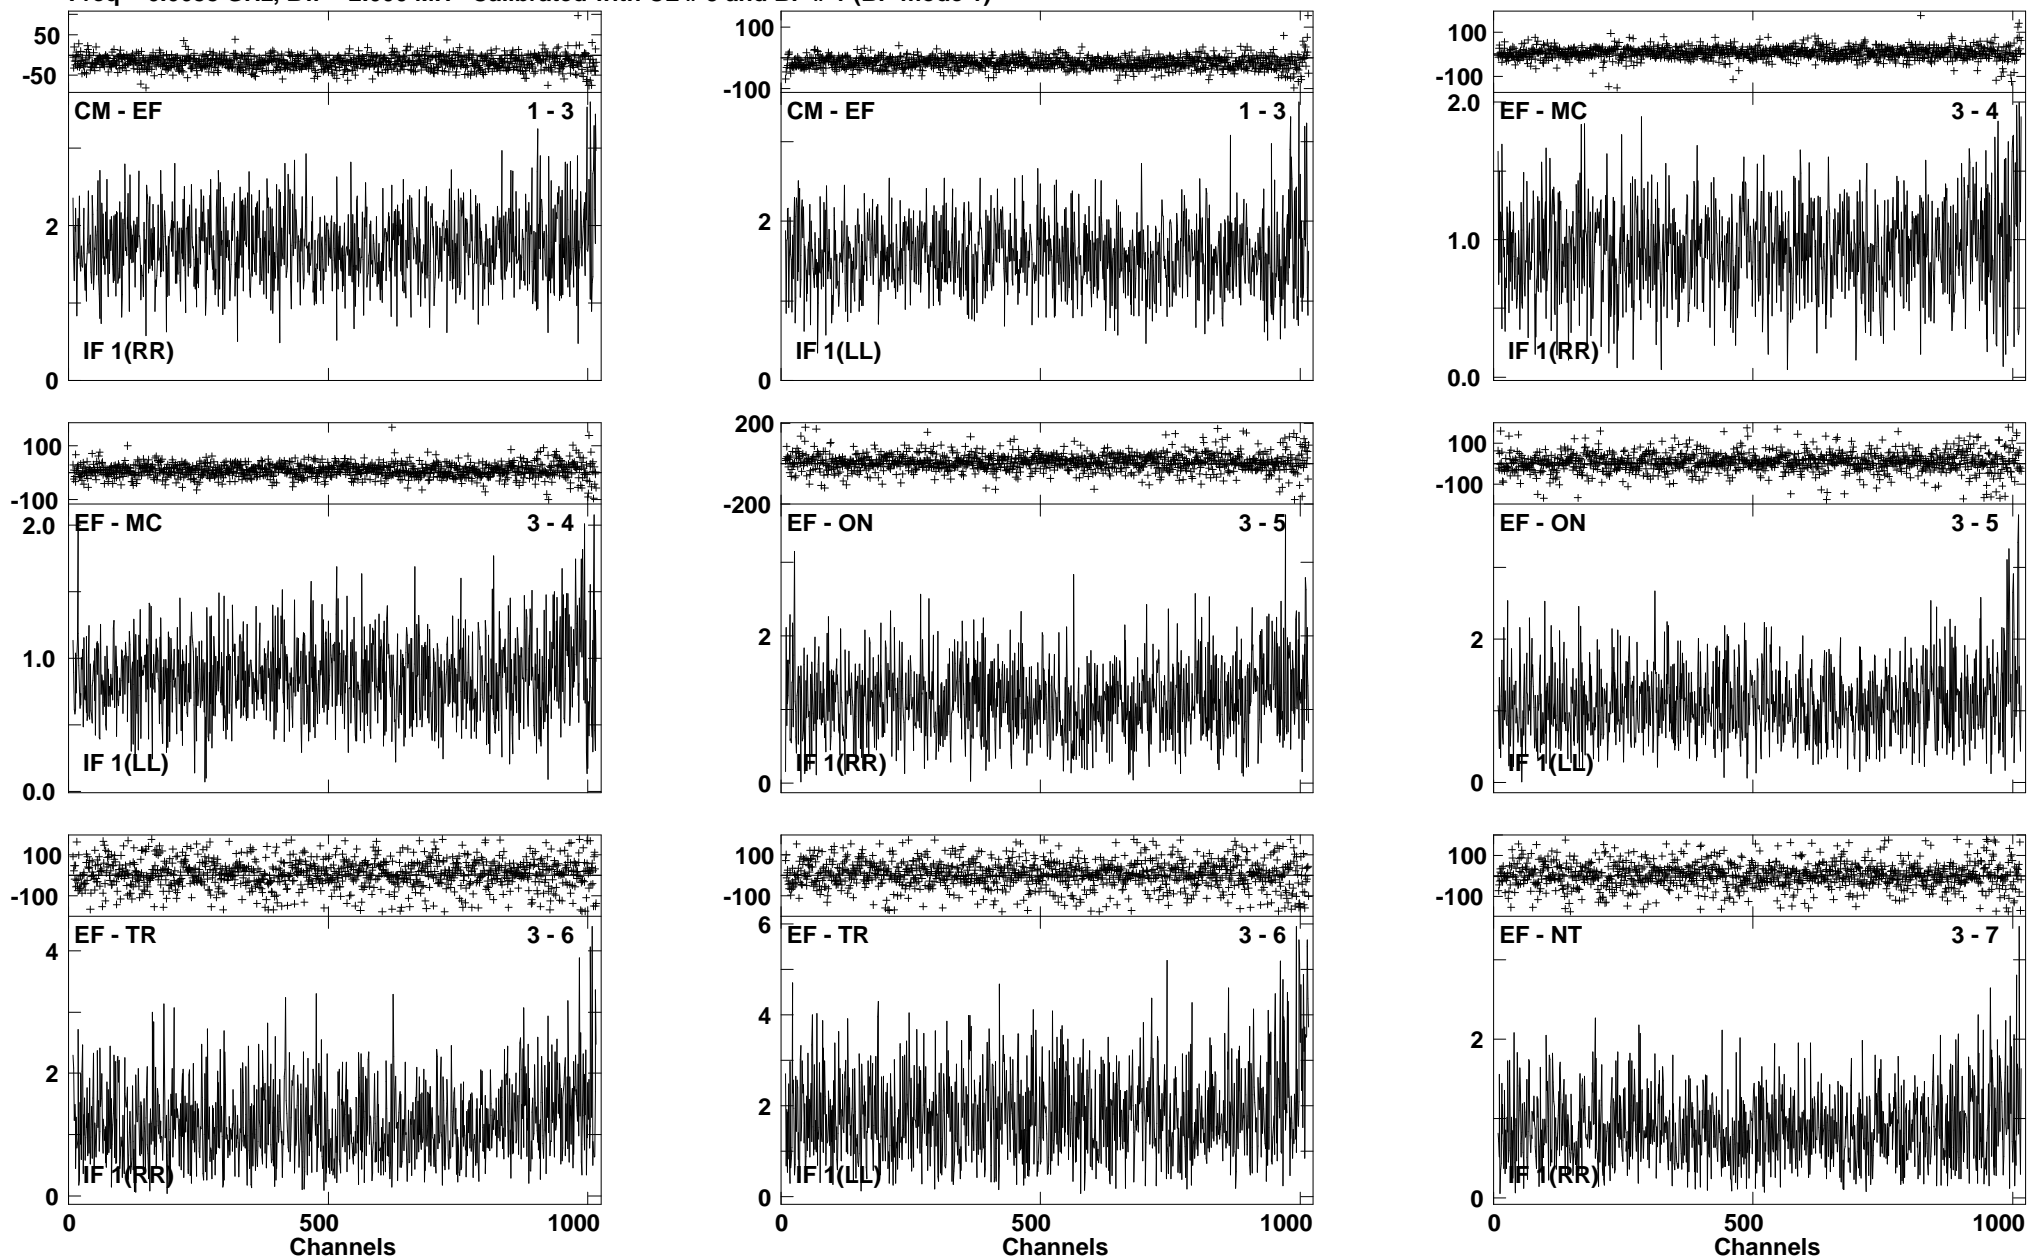 50
-50
CM - EF 1 - 3
2
IF 1(RR)
0
100
-100
CM - EF 1 - 3
2
IF 1(LL)
0
100
-100
2.0
EF - MC 3 - 4
1.0
IF 1(RR)
0.0
100
-100
2.0
EF - MC 3 - 4
1.0
IF 1(LL)
0.0
200
-200
EF - ON 3 - 5
2
IF 1(RR)
0
100
-100
EF - ON 3 - 5
2
IF 1(LL)
0
100
-100
EF - TR 3 - 6
4
2
IF 1(RR)
0
0 500 1000
Channels
100
-100
6
EF - TR 3 - 6
4
2
IF 1(LL)
0
0 500 1000
Channels
100
-100
EF - NT 3 - 7
2
IF 1(RR)
0
0 500 1000
Channels